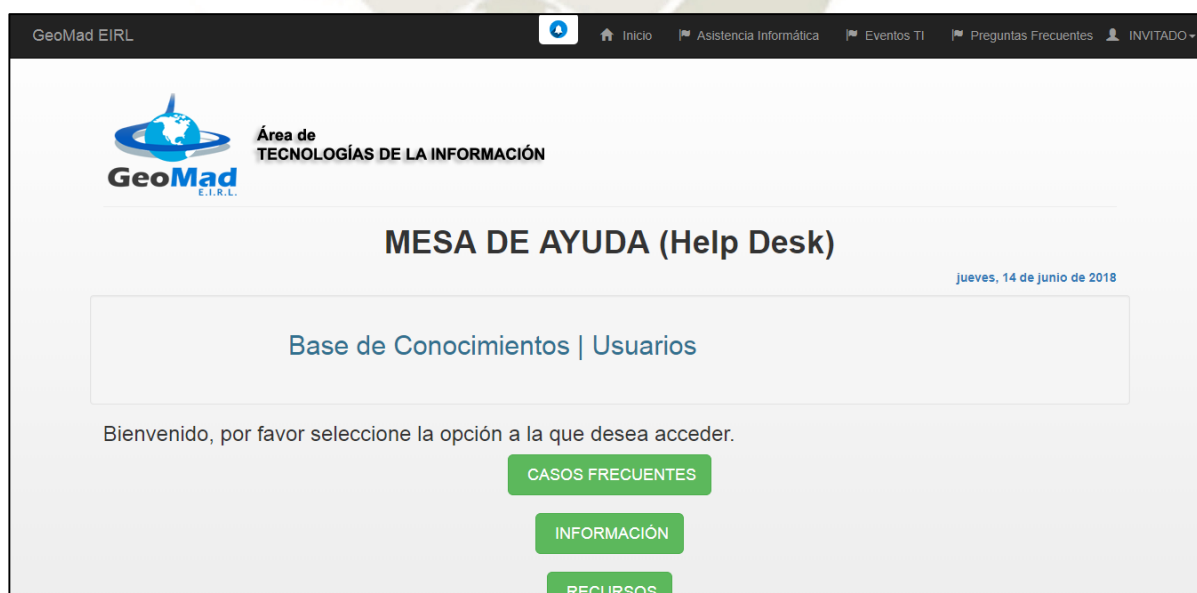 GeoMad EIRL Inicio Asistencia Informática Eventos TI Preguntas Frecuentes INVITADO
GeoMad
E.I.R.L.
Área de
TECNOLOGÍAS DE LA INFORMACIÓN
MESA DE AYUDA (Help Desk)
jueves, 14 de junio de 2018
Base de Conocimientos | Usuarios
Bienvenido, por favor seleccione la opción a la que desea acceder.
CASOS FRECUENTES
INFORMACIÓN
RECURSOS